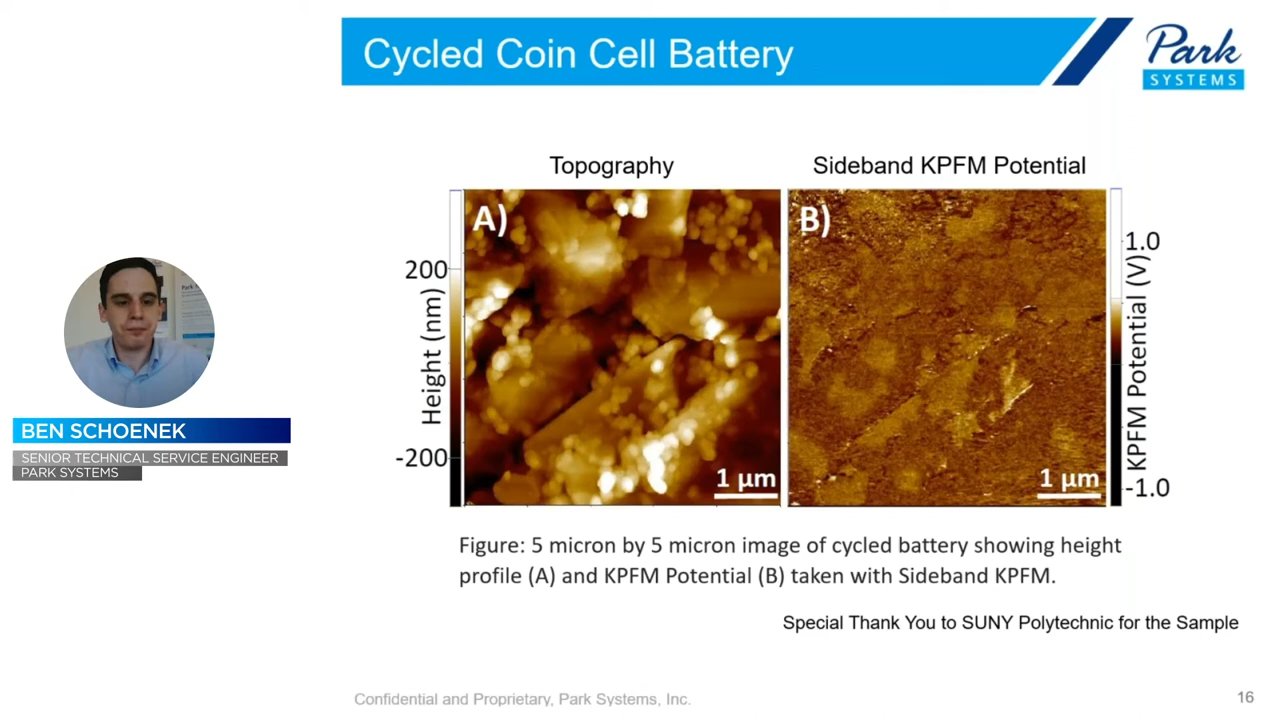 Cycled Coin Cell Battery
Park
SYSTEMS
Topography
Sideband KPFM Potential
A)
B)
200
-200
Height (nm)
1 µm
1 µm
1.0
-1.0
KPFM Potential (V)
BEN SCHOENEK
SENIOR TECHNICAL SERVICE ENGINEER
PARK SYSTEMS
Figure: 5 micron by 5 micron image of cycled battery showing height
profile (A) and KPFM Potential (B) taken with Sideband KPFM.
Special Thank You to SUNY Polytechnic for the Sample
Confidential and Proprietary, Park Systems, Inc.
16